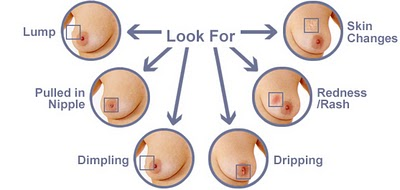 Lump
Look For
Skin
Changes
Pulled in
Nipple
Redness
/Rash
Dimpling
Dripping